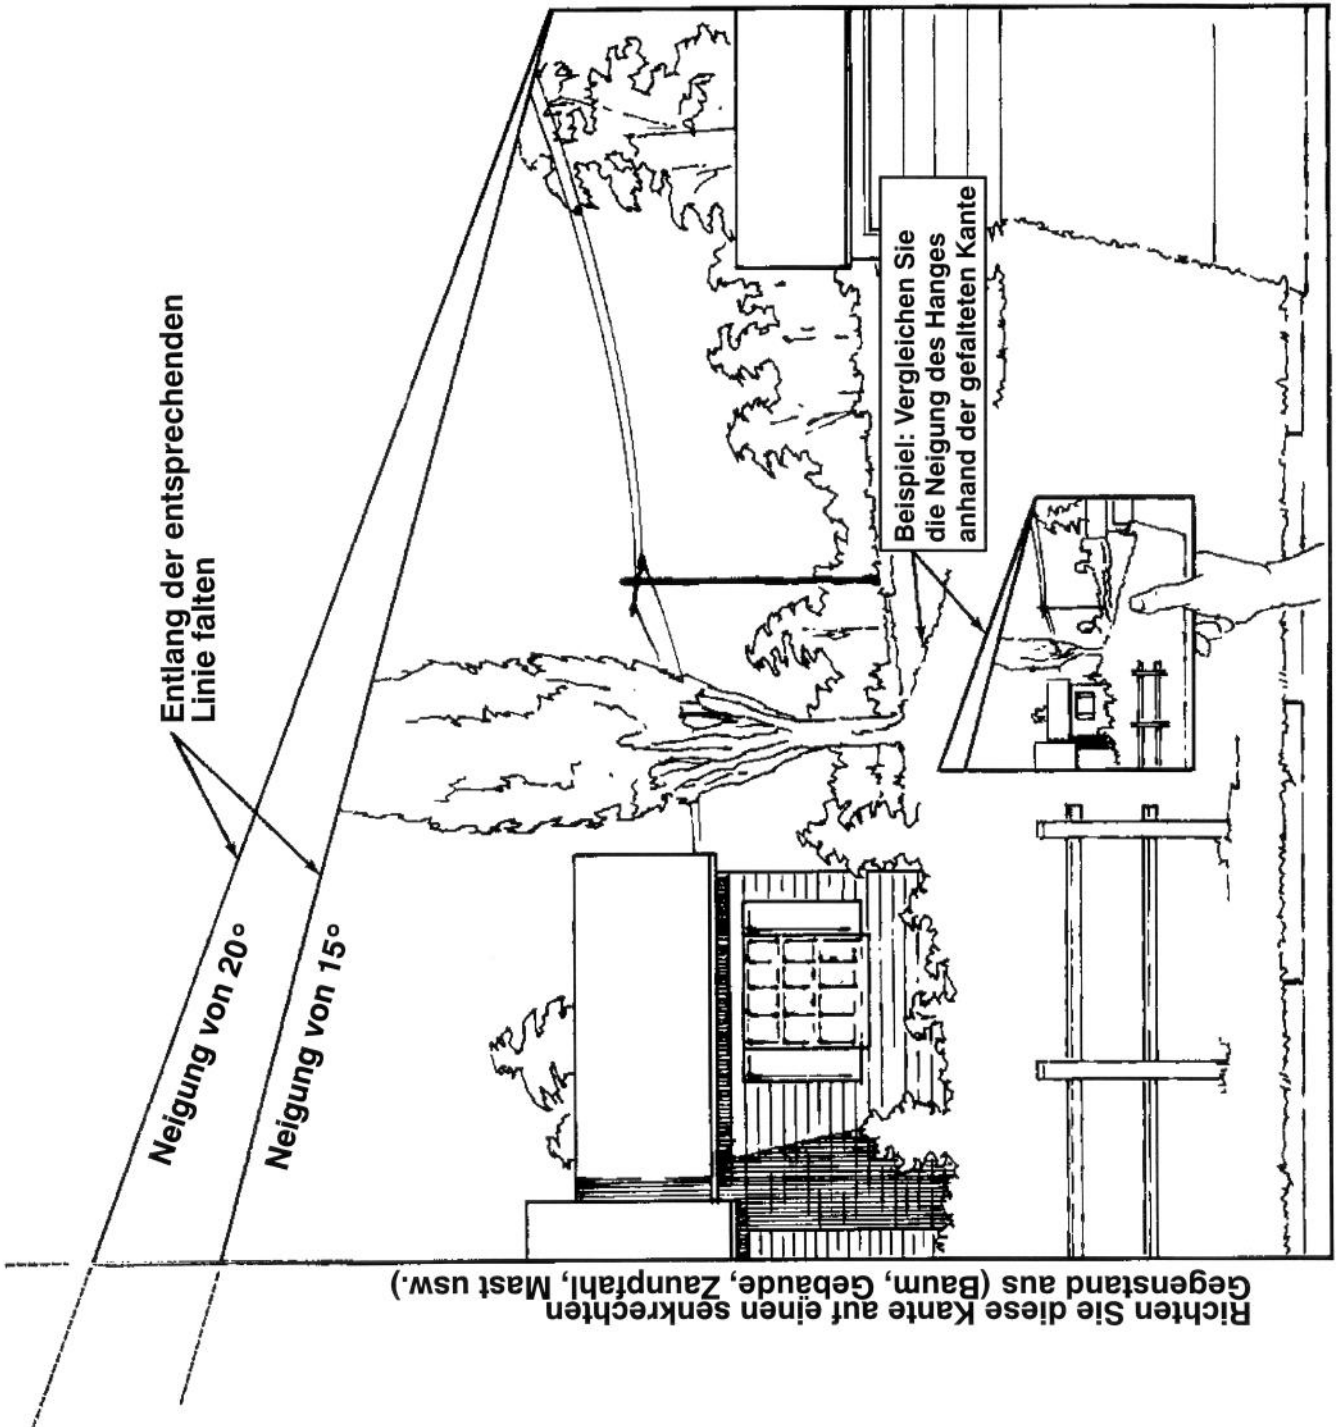 Entlang der entsprechenden
Linie falten
Neigung von 20°
Neigung von 15°
Beispiel: Vergleichen Sie
die Neigung des Hanges
anhand der gefalteten Kante
Richten Sie diese Kante auf einen senkrechten
Gegenstand aus (Baum, Gebäude, Zaunpfahl, Mast usw.)